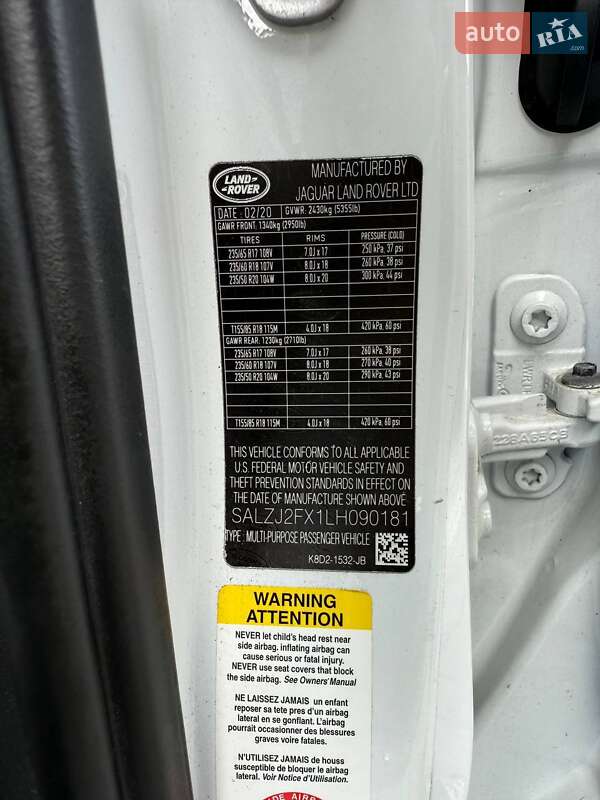 auto RIA.com
LAND-ROVER
MANUFACTURED BY
JAGUAR LAND ROVER LTD
DATE: 02/20 GVWR: 2430kg (5355lb)
GAWR FRONT: 1340kg (2950lb)
TIRES RIMS PRESSURE (COLD)
235/65 R17 108V 7.0J x 17 250 kPa, 37 psi
235/60 R18 107V 8.0J x 18 260 kPa, 38 psi
235/50 R20 104W 8.0J x 20 300 kPa, 44 psi
T155/85 R18 115M 4.0J x 18 420 kPa, 60 psi
GAWR REAR: 1230kg (2710lb)
235/65 R17 108V 7.0J x 17 260 kPa, 38 psi
235/60 R18 107V 8.0J x 18 270 kPa, 40 psi
235/50 R20 104W 8.0J x 20 290 kPa, 43 psi
T155/85 R18 115M 4.0J x 18 420 kPa, 60 psi
THIS VEHICLE CONFORMS TO ALL APPLICABLE
U.S. FEDERAL MOTOR VEHICLE SAFETY AND
THEFT PREVENTION STANDARDS IN EFFECT ON
THE DATE OF MANUFACTURE SHOWN ABOVE
SALZJ2FX1LH090181
TYPE: MULTI-PURPOSE PASSENGER VEHICLE
K8D2-1532-JB
WARNING
ATTENTION
NEVER let child's head rest near
side airbag. inflating airbag can
cause serious or fatal injury.
NEVER use seat covers that block
the side airbag. See Owners' Manual
NE LAISSEZ JAMAIS un enfant
reposer sa tete pres d'un airbag
lateral en se gonflant. L'airbag
pourrait occasionner des blessures
graves voire fatales.
N'UTILISEZ JAMAIS de houss
susceptible de bloquer le airbag
lateral. Voir Notice d'Utilisation.
SIDE AIRB